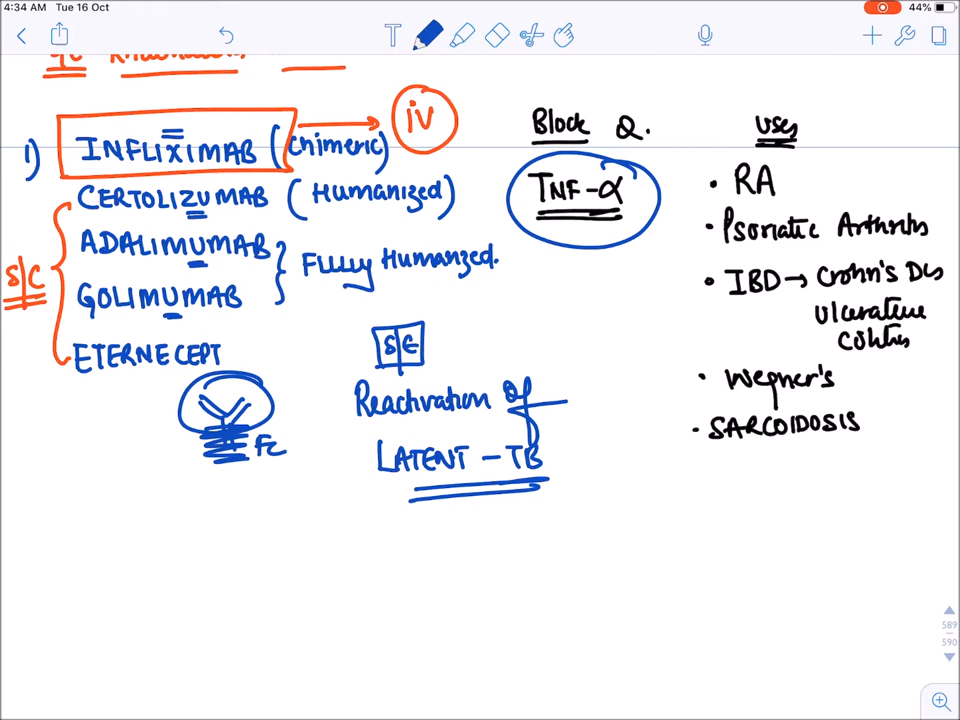 4:34 AM Tue 16 Oct
44%
1) INFLIXIMAB (Chimeric) iv
CERTOLIZUMAB (Humanized)
ADALIMUMAB
GOLIMUMAB
Fully Humanized.
ETERNECEPT
S/C
Fc
S/E
Reactivation Of
LATENT - TB
Block Q.
TNF-α
Uses
• RA
• Psoriatic Arthritis
• IBD → Crohn's Dis
Ulcerative
Colitis
• Wegner's
• SARCOIDOSIS
589
590